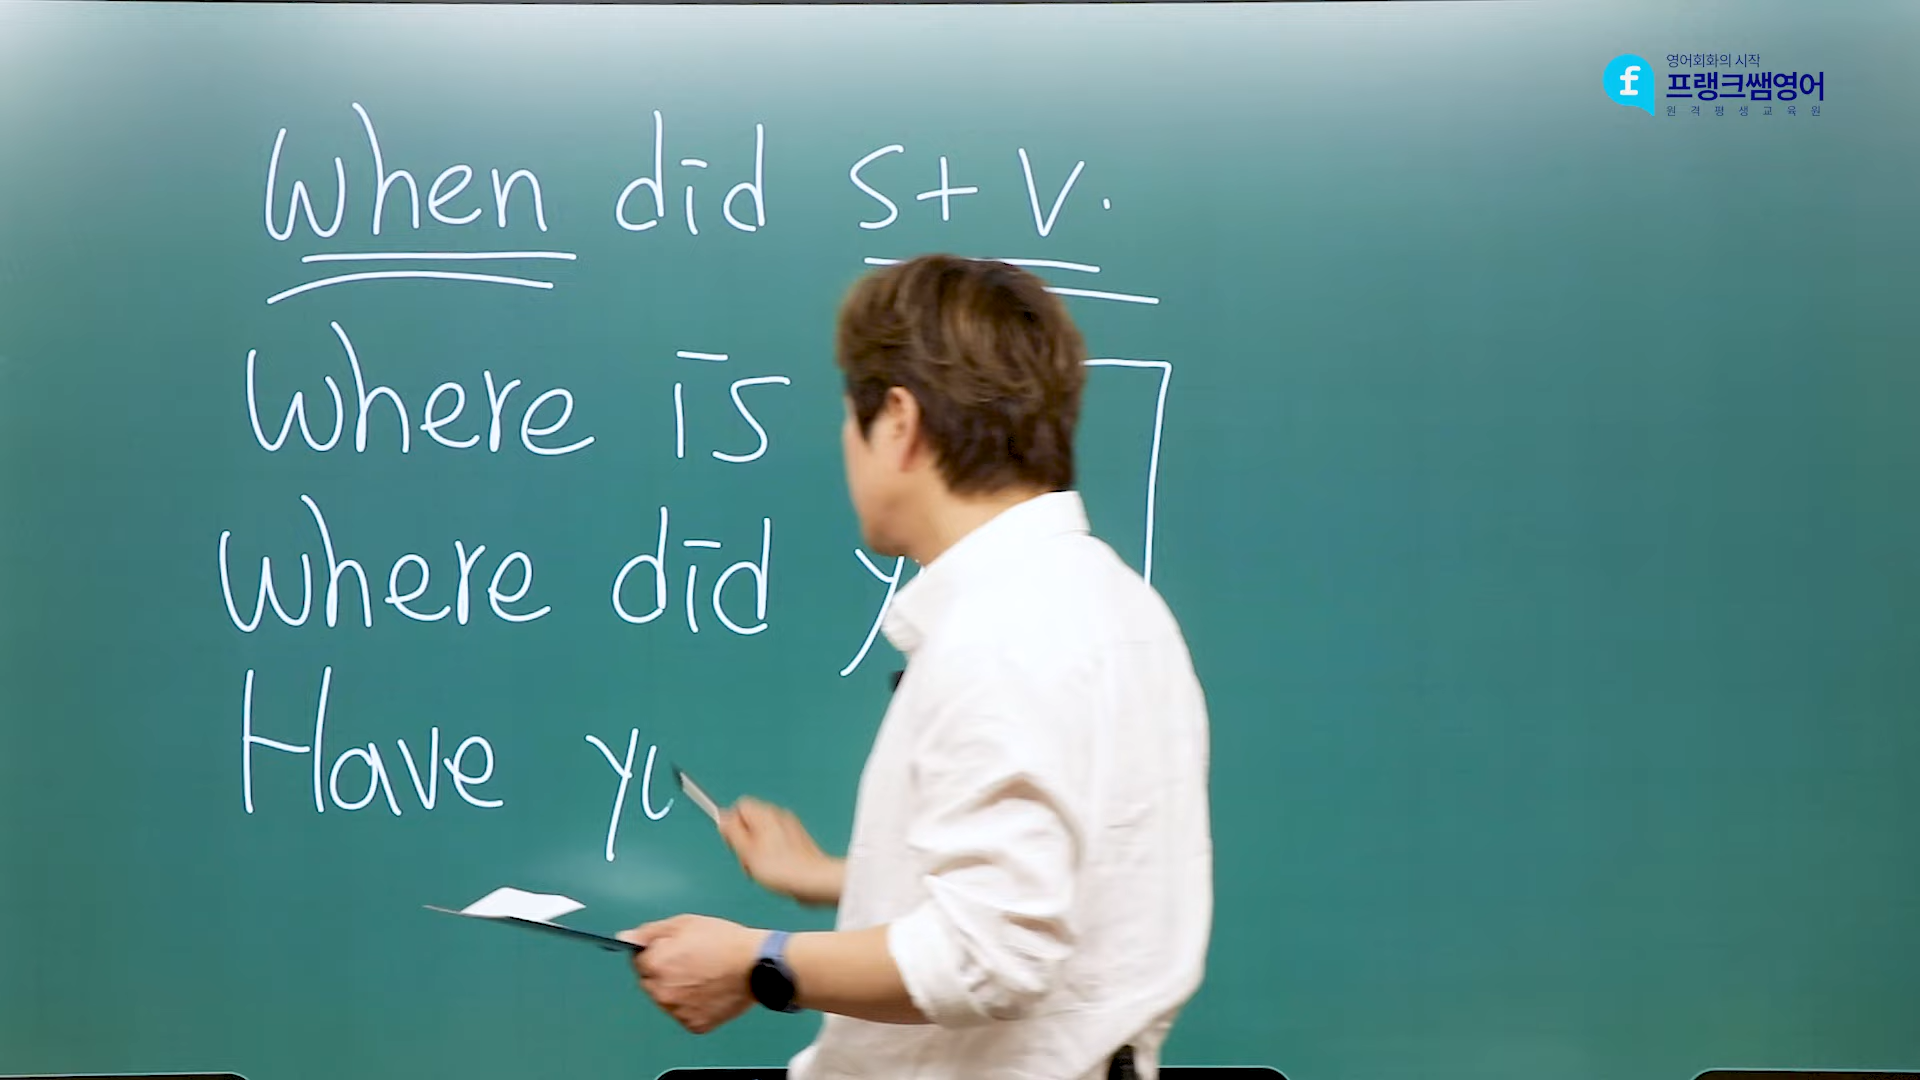 영어회화의 시작
프랭크쌤영어
원격평생교육원
When did S + V.
Where is
Where did y
Have yo